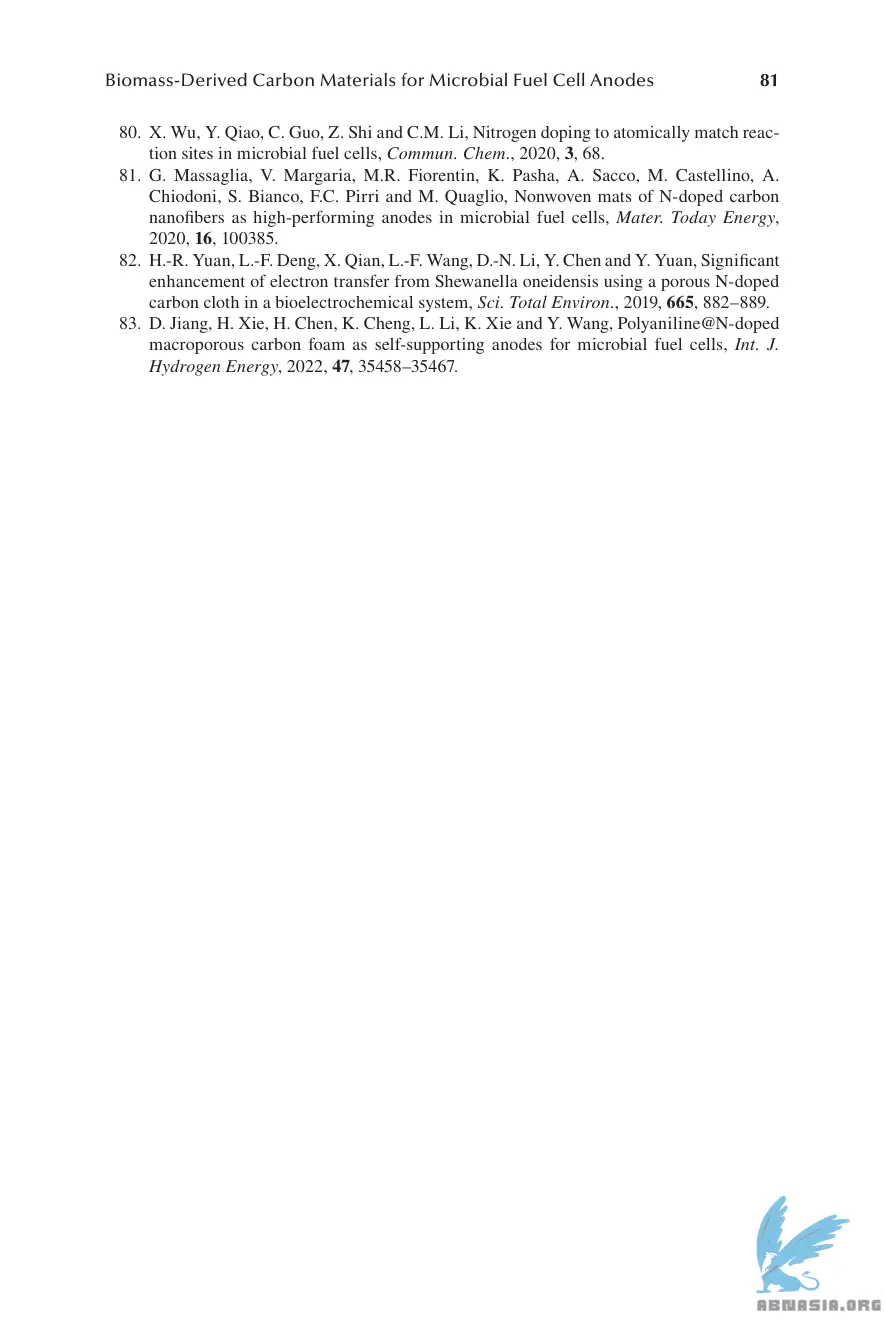 Biomass-Derived Carbon Materials for Microbial Fuel Cell Anodes 81
80. X. Wu, Y. Qiao, C. Guo, Z. Shi and C.M. Li, Nitrogen doping to atomically match reac-
tion sites in microbial fuel cells, Commun. Chem., 2020, 3, 68.
81. G. Massaglia, V. Margaria, M.R. Fiorentin, K. Pasha, A. Sacco, M. Castellino, A.
Chiodoni, S. Bianco, F.C. Pirri and M. Quaglio, Nonwoven mats of N-doped carbon
nanofibers as high-performing anodes in microbial fuel cells, Mater. Today Energy,
2020, 16, 100385.
82. H.-R. Yuan, L.-F. Deng, X. Qian, L.-F. Wang, D.-N. Li, Y. Chen and Y. Yuan, Significant
enhancement of electron transfer from Shewanella oneidensis using a porous N-doped
carbon cloth in a bioelectrochemical system, Sci. Total Environ., 2019, 665, 882–889.
83. D. Jiang, H. Xie, H. Chen, K. Cheng, L. Li, K. Xie and Y. Wang, Polyaniline@N-doped
macroporous carbon foam as self-supporting anodes for microbial fuel cells, Int. J.
Hydrogen Energy, 2022, 47, 35458–35467.
ABNASIA.ORG